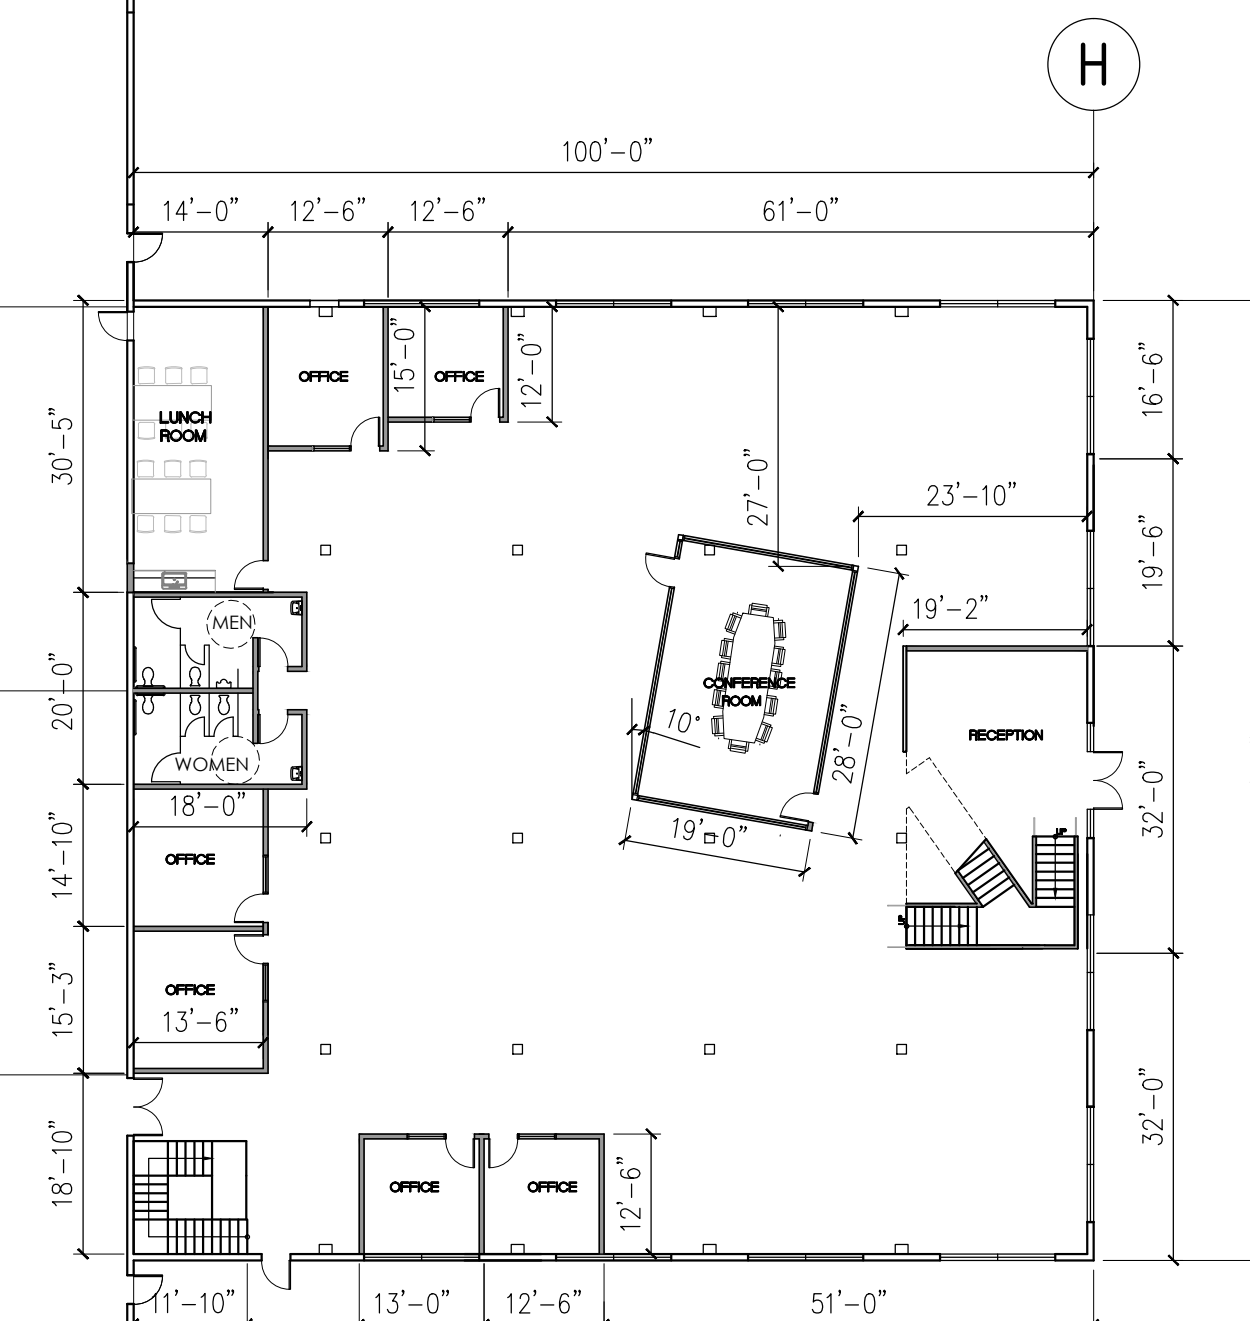 H
100'-0"
14'-0" 12'-6" 12'-6" 61'-0"
15'-0"
12'-0"
16'-6"
OFFICE
OFFICE
LUNCH
ROOM
30'-5"
27'-0"
23'-10"
19'-6"
19'-2"
MEN
20'-0"
CONFERENCE
ROOM
10°
RECEPTION
WOMEN
28'-0"
18'-0"
19'-0"
32'-0"
UP
14'-10"
OFFICE
UP
15'-3"
OFFICE
13'-6"
32'-0"
18'-10"
OFFICE
OFFICE
12'-6"
11'-10" 13'-0" 12'-6" 51'-0"